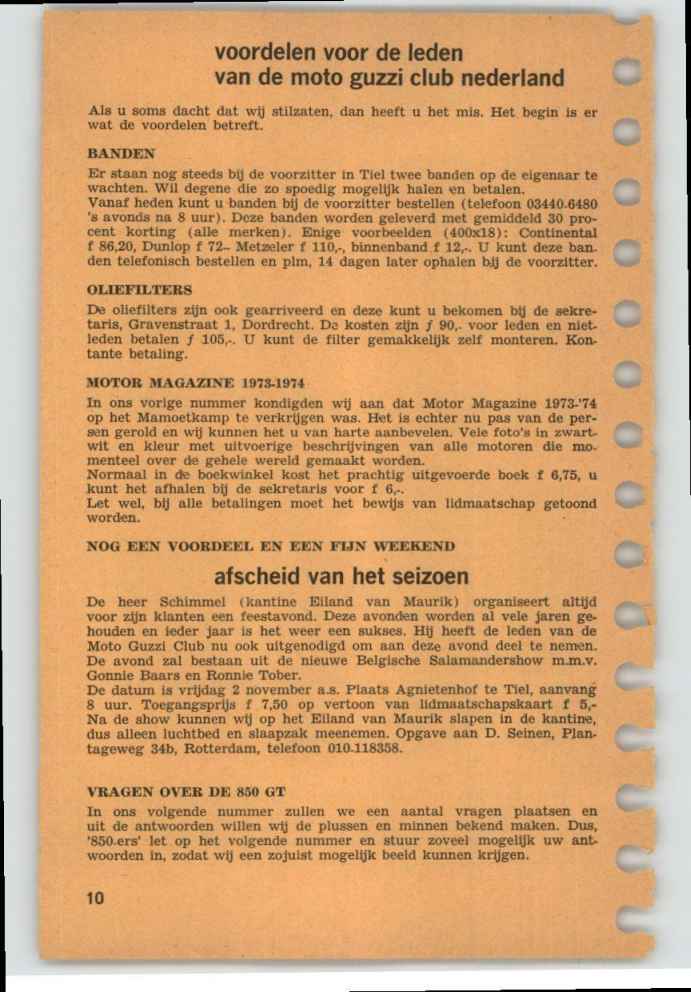 voordelen voor de leden
van de moto guzzi club nederland
Als u soms dacht dat wij stilzaten, dan heeft u het mis. Het begin is er
wat de voordelen betreft.
BANDEN
Er staan nog steeds bij de voorzitter in Tiel twee banden op de eigenaar te
wachten. Wil degene die zo spoedig mogelijk halen en betalen.
Vanaf heden kunt u banden bij de voorzitter bestellen (telefoon 03440-6480
's avonds na 8 uur). Deze banden worden geleverd met gemiddeld 30 pro-
cent korting (alle merken). Enige voorbeelden (400x18): Continental
f 86,20, Dunlop f 72— Metzeler f 110,-, binnenband f 12,-. U kunt deze ban-
den telefonisch bestellen en plm, 14 dagen later ophalen bij de voorzitter.
OLIEFILTERS
De oliefilters zijn ook gearriveerd en deze kunt u bekomen bij de sekre-
taris, Gravenstraat 1, Dordrecht. De kosten zijn f 90,- voor leden en niet-
leden betalen f 105,-. U kunt de filter gemakkelijk zelf monteren. Kon-
tante betaling.
MOTOR MAGAZINE 1973-1974
In ons vorige nummer kondigden wij aan dat Motor Magazine 1973-'74
op het Mamoetkamp te verkrijgen was. Het is echter nu pas van de per-
sen gerold en wij kunnen het u van harte aanbevelen. Vele foto's in zwart-
wit en kleur met uitvoerige beschrijvingen van alle motoren die mo-
menteel over de gehele wereld gemaakt worden.
Normaal in de boekwinkel kost het prachtig uitgevoerde boek f 6,75, u
kunt het afhalen bij de sekretaris voor f 6,-.
Let wel, bij alle betalingen moet het bewijs van lidmaatschap getoond
worden.
NOG EEN VOORDEEL EN EEN FIJN WEEKEND
afscheid van het seizoen
De heer Schimmel (kantine Eiland van Maurik) organiseert altijd
voor zijn klanten een feestavond. Deze avonden worden al vele jaren ge-
houden en ieder jaar is het weer een sukses. Hij heeft de leden van de
Moto Guzzi Club nu ook uitgenodigd om aan deze avond deel te nemen.
De avond zal bestaan uit de nieuwe Belgische Salamandershow m.m.v.
Gonnie Baars en Ronnie Tober.
De datum is vrijdag 2 november a.s. Plaats Agnietenhof te Tiel, aanvang
8 uur. Toegangsprijs f 7,50 op vertoon van lidmaatschapskaart f 5,-
Na de show kunnen wij op het Eiland van Maurik slapen in de kantine,
dus alleen luchtbed en slaapzak meenemen. Opgave aan D. Seinen, Plan-
tageweg 34b, Rotterdam, telefoon 010-118358.
VRAGEN OVER DE 850 GT
In ons volgende nummer zullen we een aantal vragen plaatsen en
uit de antwoorden willen wij de plussen en minnen bekend maken. Dus,
'850-ers' let op het volgende nummer en stuur zoveel mogelijk uw ant-
woorden in, zodat wij een zojuist mogelijk beeld kunnen krijgen.
10